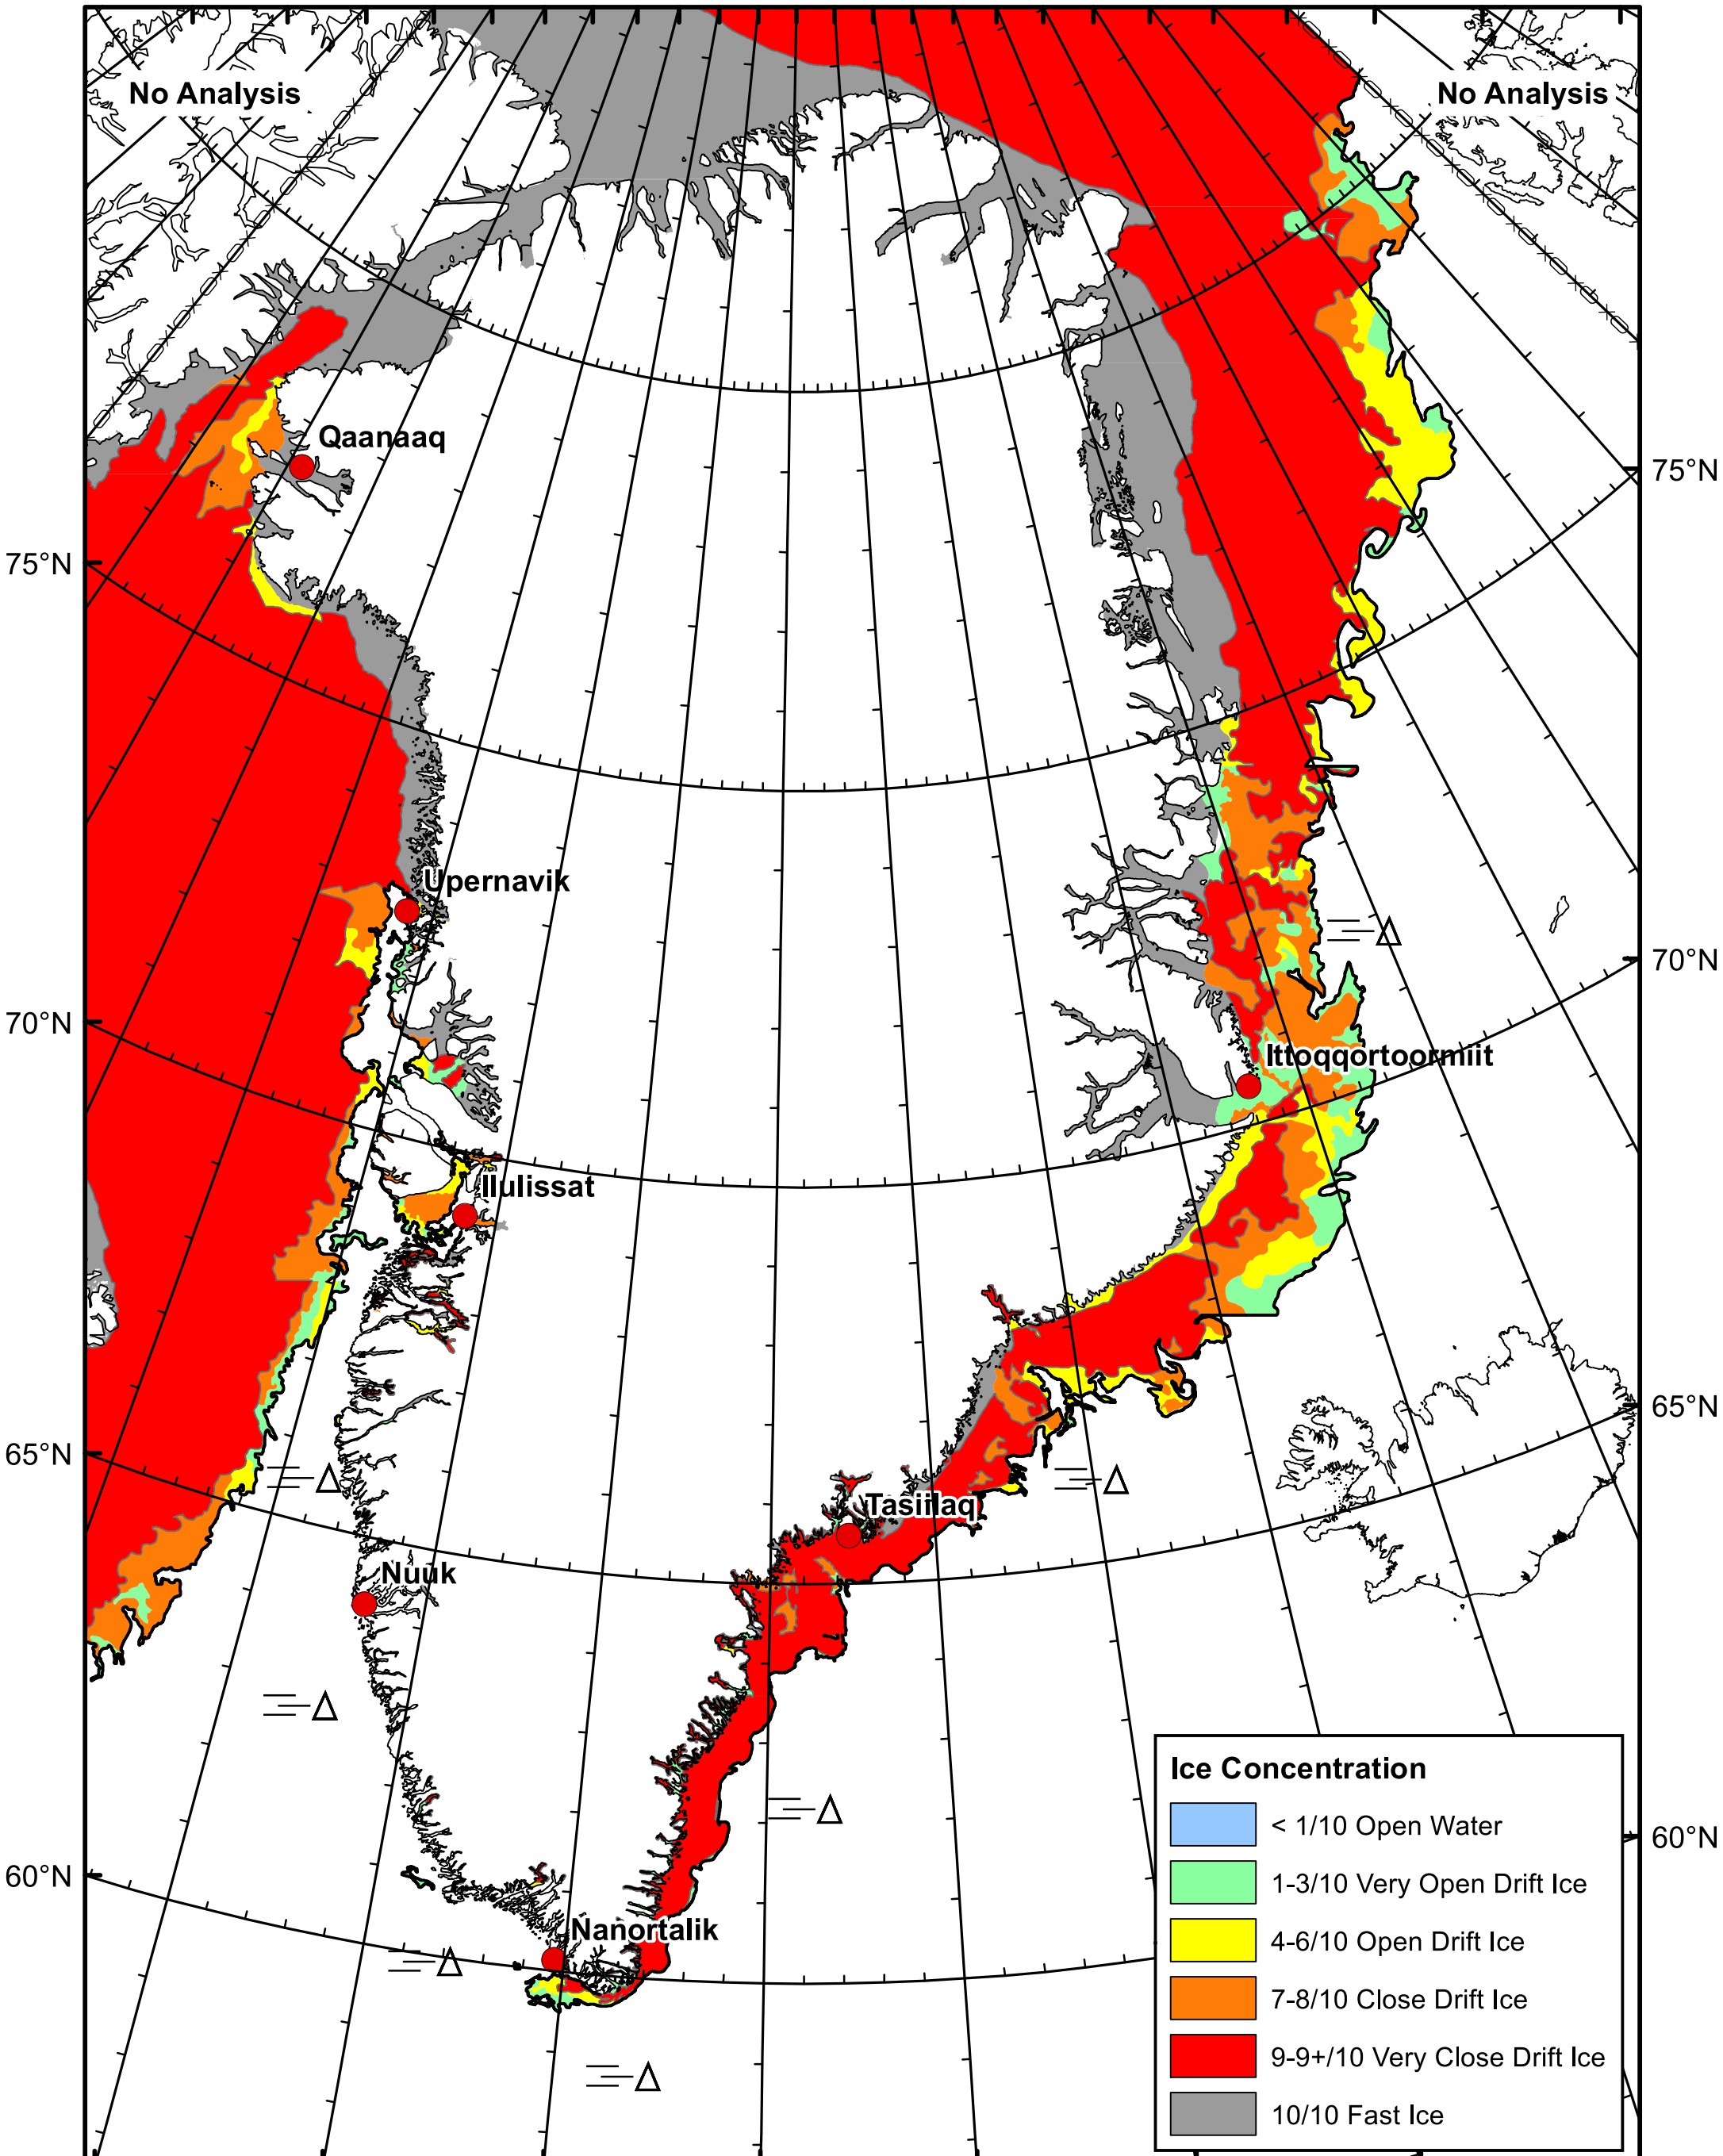 No Analysis
No Analysis
Qaanaaq
75°N
75°N
Upernavik
70°N
70°N
Ittoqqortoormiit
Ilulissat
65°N
65°N
Tasiilaq
Nuuk
Ice Concentration
< 1/10 Open Water
60°N
60°N
1-3/10 Very Open Drift Ice
Nanortalik
4-6/10 Open Drift Ice
7-8/10 Close Drift Ice
9-9+/10 Very Close Drift Ice
10/10 Fast Ice